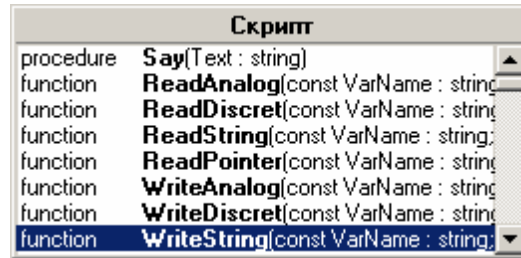 Скрипт
procedure Say(Text : string)
function ReadAnalog(const VarName : string
function ReadDiscret(const VarName : string
function ReadString(const VarName : string;
function ReadPointer(const VarName : string
function WriteAnalog(const VarName : string
function WriteDiscret(const VarName : string
function WriteString(const VarName : string;